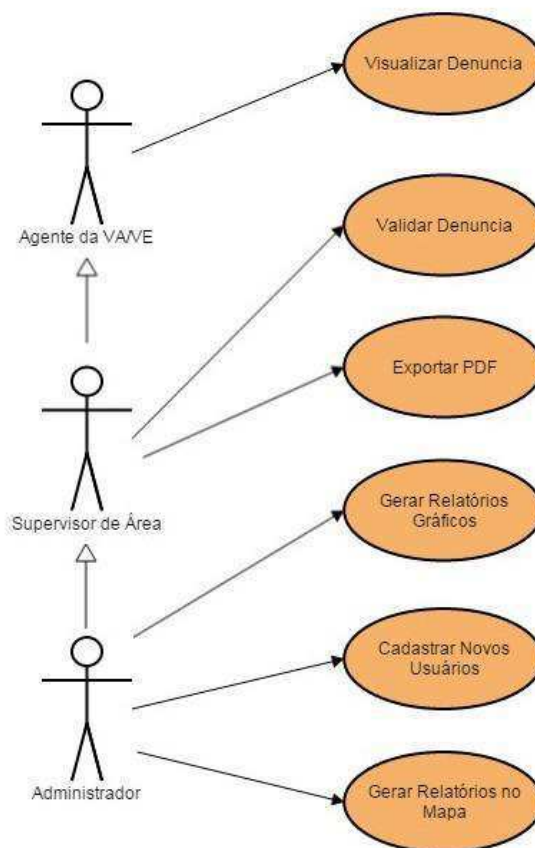 Visualizar Denuncia
Agente da VA/VE
Validar Denuncia
Exportar PDF
Supervisor de Área
Gerar Relatórios
Gráficos
Cadastrar Novos
Usuários
Administrador
Gerar Relatórios no
Mapa